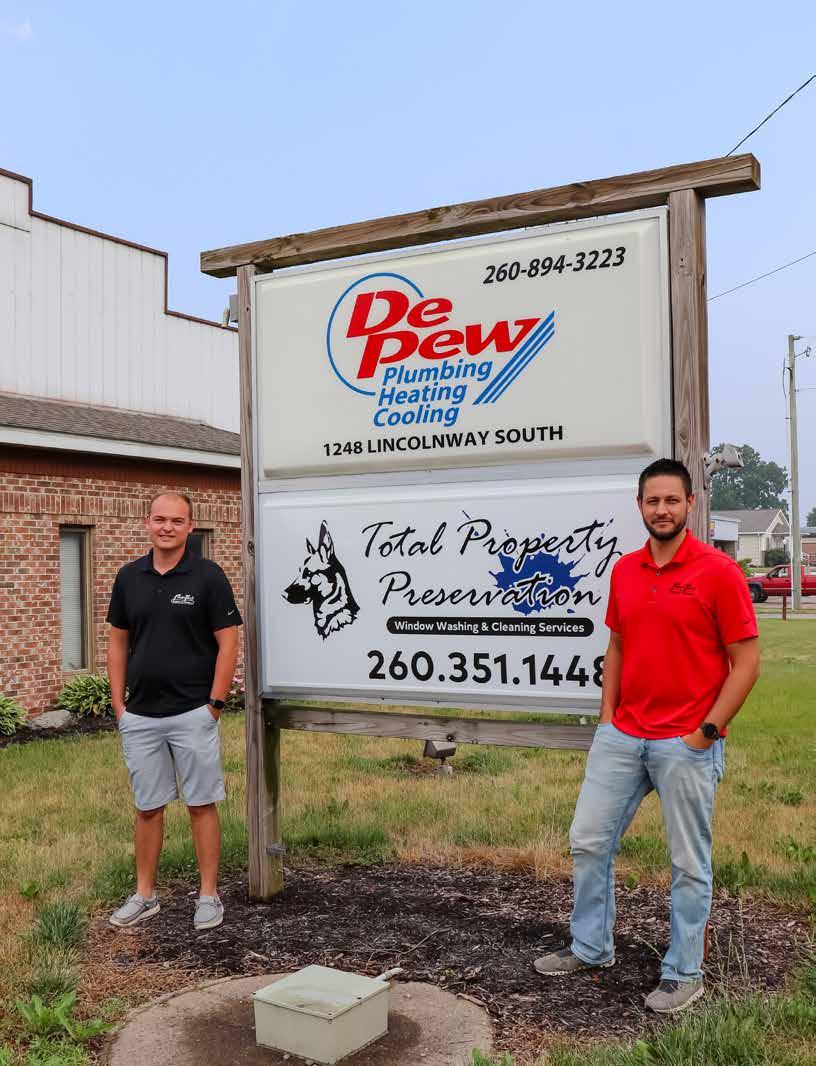 260-894-3223
De
Pew
Plumbing
Heating
Cooling
1248 LINCOLNWAY SOUTH
Total Property
Preservation
Window Washing & Cleaning Services
260.351.1448